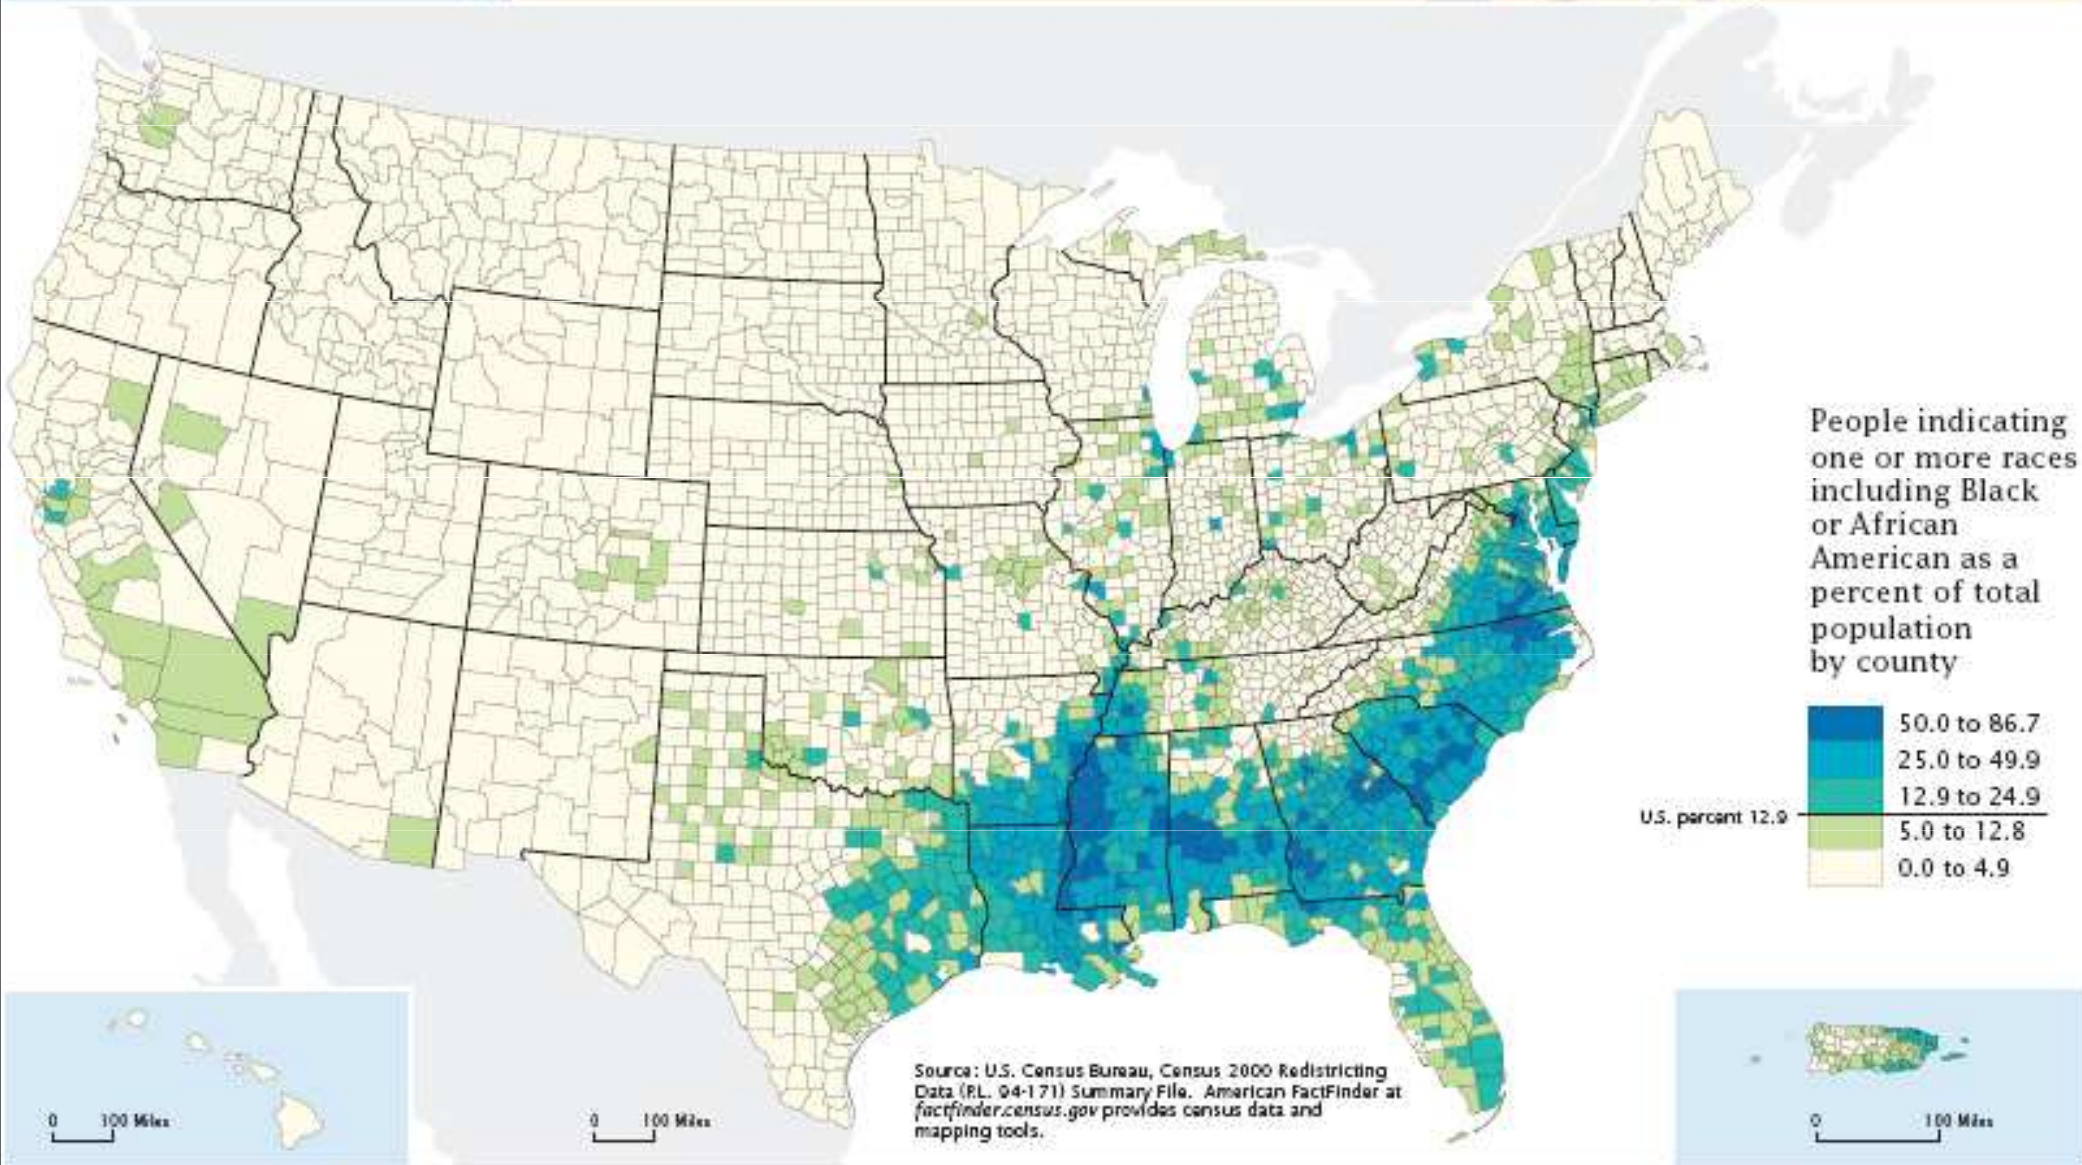 People indicating
one or more races
including Black
or African
American as a
percent of total
population
by county
50.0 to 86.7
25.0 to 49.9
12.9 to 24.9
U.S. percent 12.9
5.0 to 12.8
0.0 to 4.9
Source: U.S. Census Bureau, Census 2000 Redistricting
Data (P.L. 94-171) Summary File. American FactFinder at
factfinder.census.gov provides census data and
mapping tools.
0 100 Miles
0 100 Miles
0 100 Miles